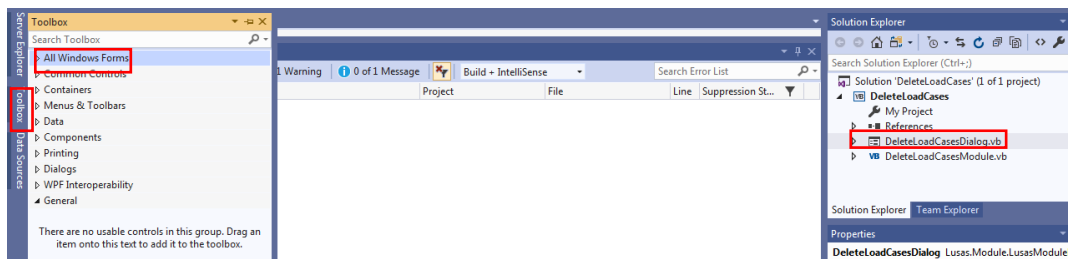 Server Explorer
Toolbox
Data Sources
Toolbox
Search Toolbox
All Windows Forms
Common Controls
Containers
Menus & Toolbars
Data
Components
Printing
Dialogs
WPF Interoperability
General
There are no usable controls in this group. Drag an
item onto this text to add it to the toolbox.
1 Warning 0 of 1 Message Build + IntelliSense Search Error List
Project File Line Suppression St...
Solution Explorer
Search Solution Explorer (Ctrl+;)
Solution 'DeleteLoadCases' (1 of 1 project)
VB DeleteLoadCases
My Project
References
DeleteLoadCasesDialog.vb
VB DeleteLoadCasesModule.vb
Solution Explorer Team Explorer
Properties
DeleteLoadCasesDialog Lusas.Module.LusasModule